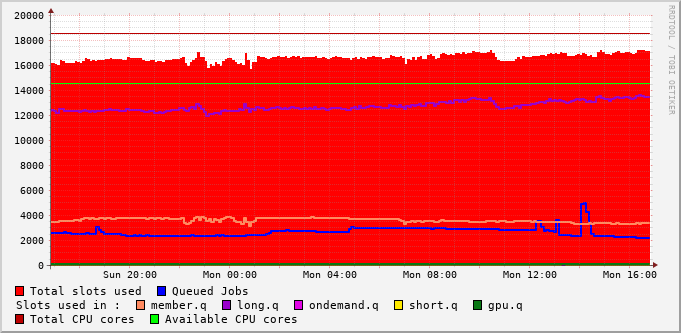 20000
18000
16000
14000
12000
10000
8000
6000
4000
2000
0
Sun 20:00 Mon 00:00 Mon 04:00 Mon 08:00 Mon 12:00 Mon 16:00
RRDTOOL / TOBI OETIKER
Total slots used Queued Jobs
Slots used in : member.q long.q ondemand.q short.q gpu.q
Total CPU cores Available CPU cores